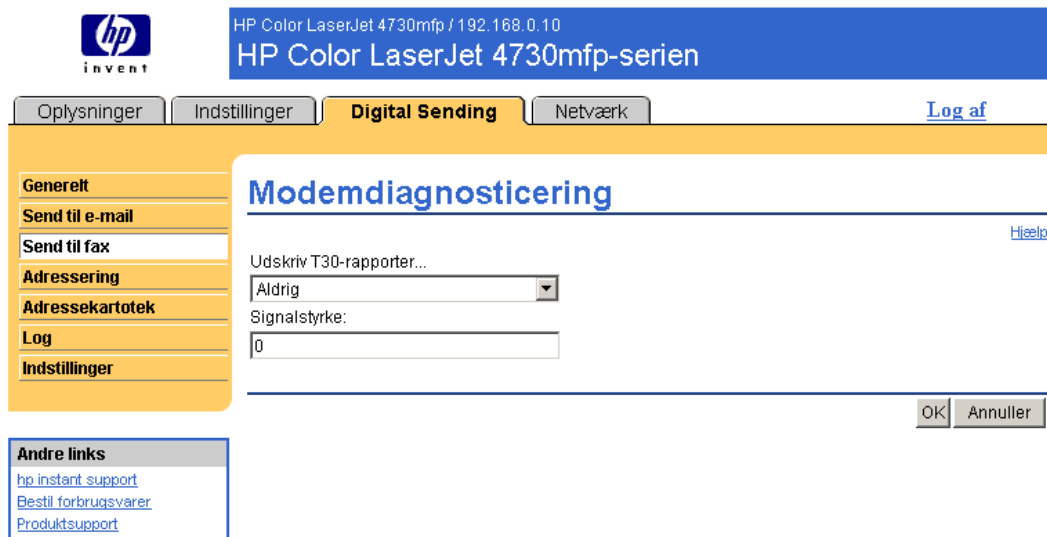 hp
invent
HP Color LaserJet 4730mfp / 192.168.0.10
HP Color LaserJet 4730mfp-serien
Oplysninger
Indstillinger
Digital Sending
Netværk
Log af
Generelt
Send til e-mail
Send til fax
Adressering
Adressekartotek
Log
Indstillinger
Modemdiagnosticering
Hjælp
Udskriv T30-rapporter...
Aldrig
Signalstyrke:
0
OK
Annuller
Andre links
hp instant support
Bestil forbrugsvarer
Produktsupport